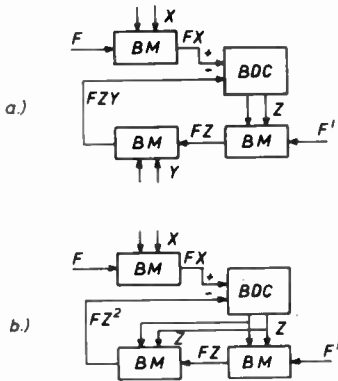 X
F
BM
FX
+
-
BDC
FZY
a.)
Z
BM
FZ
BM
F'
Y
X
F
BM
FX
+
-
BDC
FZ²
b.)
Z
Z
BM
FZ
BM
F'